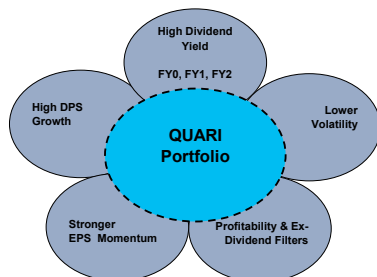 High Dividend
Yield
FY0, FY1, FY2
High DPS
Growth
Lower
Volatility
QUARI
Portfolio
Stronger
EPS Momentum
Profitability & Ex-
Dividend Filters